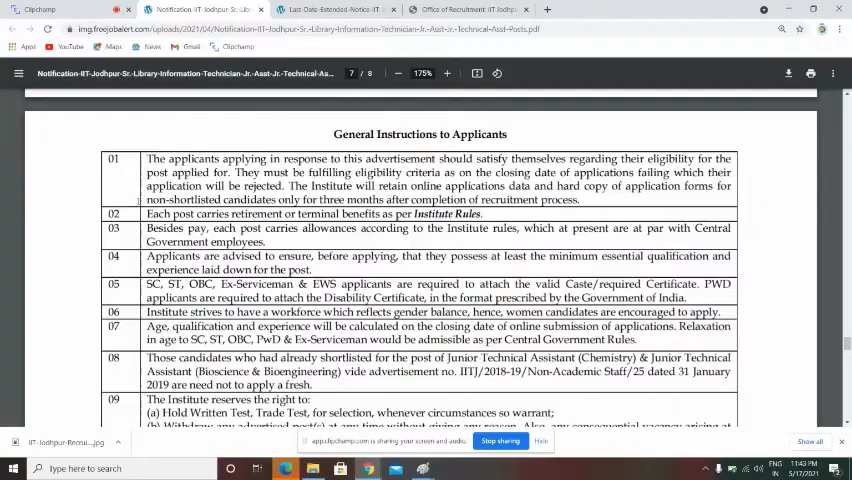 Clipchamp
Notification-IIT-Jodhpur-Sr.-Libr
Last-Date-Extended-Notice-IIT J
Office of Recruitment: IIT Jodhpur
img.freejobalert.com/uploads/2021/04/Notification-IIT-Jodhpur-Sr-Library-Information-Technician-Jr-Asst-Jr-Technical-Asst-Posts.pdf
Apps YouTube Maps News Gmail Clipchamp
Notification-IIT-Jodhpur-Sr-Library-Information-Technician-Jr-Asst-Jr-Technical-As... 7 / 8 175%
General Instructions to Applicants
01 The applicants applying in response to this advertisement should satisfy themselves regarding their eligibility for the
post applied for. They must be fulfilling eligibility criteria as on the closing date of applications failing which their
application will be rejected. The Institute will retain online applications data and hard copy of application forms for
non-shortlisted candidates only for three months after completion of recruitment process.
02 Each post carries retirement or terminal benefits as per Institute Rules.
03 Besides pay, each post carries allowances according to the Institute rules, which at present are at par with Central
Government employees.
04 Applicants are advised to ensure, before applying, that they possess at least the minimum essential qualification and
experience laid down for the post.
05 SC, ST, OBC, Ex-Serviceman & EWS applicants are required to attach the valid Caste/required Certificate. PWD
applicants are required to attach the Disability Certificate, in the format prescribed by the Government of India.
06 Institute strives to have a workforce which reflects gender balance, hence, women candidates are encouraged to apply.
07 Age, qualification and experience will be calculated on the closing date of online submission of applications. Relaxation
in age to SC, ST, OBC, PwD & Ex-Serviceman would be admissible as per Central Government Rules.
08 Those candidates who had already shortlisted for the post of Junior Technical Assistant (Chemistry) & Junior Technical
Assistant (Bioscience & Bioengineering) vide advertisement no. IITJ/2018-19/Non-Academic Staff/25 dated 31 January
2019 are need not to apply a fresh.
09 The Institute reserves the right to:
(a) Hold Written Test, Trade Test, for selection, whenever circumstances so warrant;
(b) Withdraw any advertised post(s) at any time without giving any reason. Also, any consequential vacancy arising at
IIT-Jodhpur-Recrui....jpg
app.clipchamp.com is sharing your screen and audio. Stop sharing Hide
Show all
Type here to search
ENG 11:43 PM
IN 5/17/2021
2